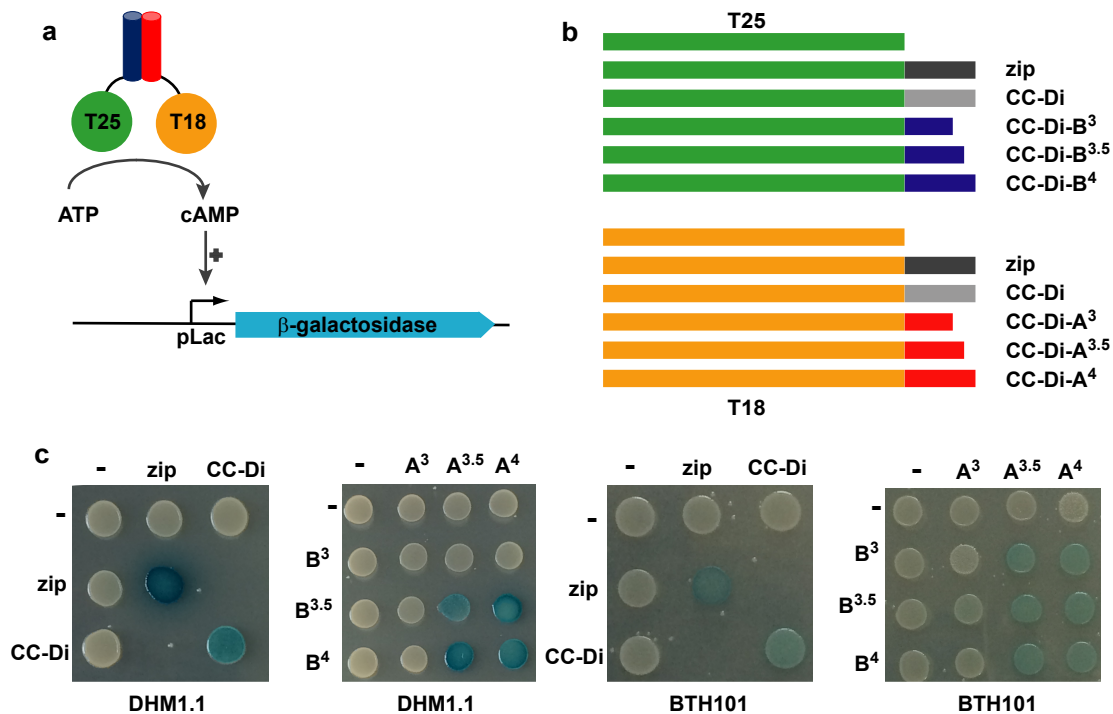 a
T25 T18
ATP cAMP
+
pLac β-galactosidase
b
T25
zip
CC-Di
CC-Di-B³
CC-Di-B³·⁵
CC-Di-B⁴
zip
CC-Di
CC-Di-A³
CC-Di-A³·⁵
CC-Di-A⁴
T18
c
- zip CC-Di
-
zip
CC-Di
DHM1.1
- A³ A³·⁵ A⁴
-
B³
B³·⁵
B⁴
DHM1.1
- zip CC-Di
-
zip
CC-Di
BTH101
- A³ A³·⁵ A⁴
-
B³
B³·⁵
B⁴
BTH101